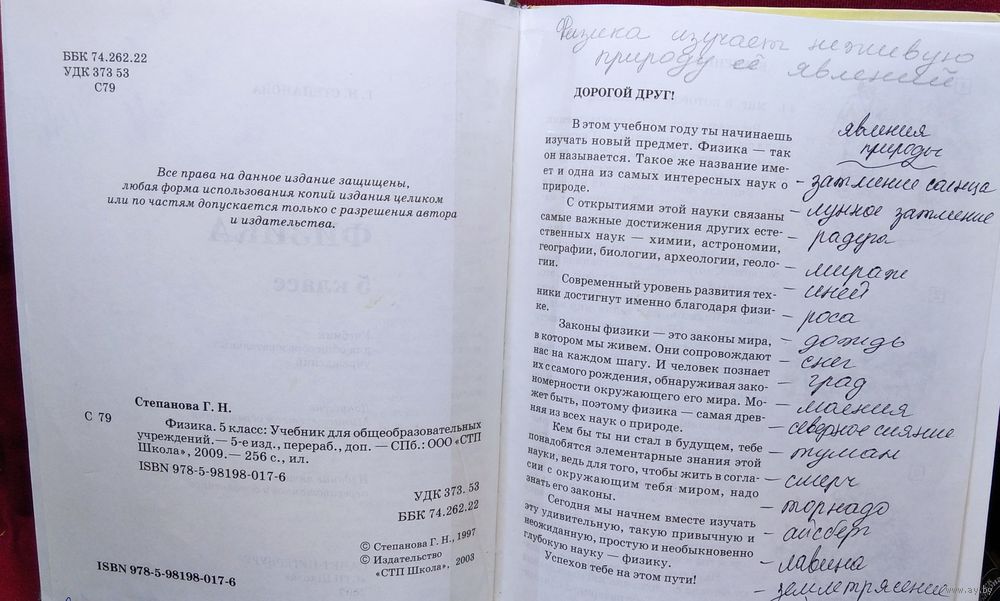 ББК 74.262.22
УДК 373 53
С79
Все права на данное издание защищены,
любая форма использования копий издания целиком
или по частям допускается только с разрешения автора
и издательства.
Степанова Г. Н.
С 79
Физика. 5 класс: Учебник для общеобразовательных
учреждений.— 5-е изд., перераб., доп. — СПб.: ООО «СТП
Школа», 2009.— 256 с., ил.
ISBN 978-5-98198-017-6
УДК 373. 53
ББК 74.262.22
© Степанова Г. Н., 1997
© Издательство
«СТП Школа», 2003
ISBN 978-5-98198-017-6
Физика изучает неживую
природу её явлений
ДОРОГОЙ ДРУГ!
В этом учебном году ты начинаешь
изучать новый предмет. Физика — так
он называется. Такое же название име-
ет и одна из самых интересных наук о
природе.
С открытиями этой науки связаны
самые важные достижения других есте-
ственных наук — химии, астрономии,
географии, биологии, археологии, геоло-
гии.
Современный уровень развития тех-
ники достигнут именно благодаря физи-
ке.
Законы физики — это законы мира,
в котором мы живем. Они сопровождают
нас на каждом шагу. И человек познает
их с самого рождения, обнаруживая зако-
номерности окружающего его мира. Мо-
жет быть, поэтому физика — самая древ-
няя из всех наук о природе.
Кем бы ты ни стал в будущем, тебе
понадобятся элементарные знания этой
науки, ведь для того, чтобы жить в согла-
сии с окружающим тебя миром, надо
знать его законы.
Сегодня мы начнем вместе изучать
эту удивительную, такую привычную и
неожиданную, простую и необыкновенно
глубокую науку — физику.
Успехов тебе на этом пути!
явления
природы
– затмление солнца
– лунное затмление
– радуга
– мираж
– иней
– роса
– дождь
– снег
– град
– молния
– северное сияние
– туман
– смерч
– торнадо
– айсберг
– лавина
– землетрясение
www.ay.by